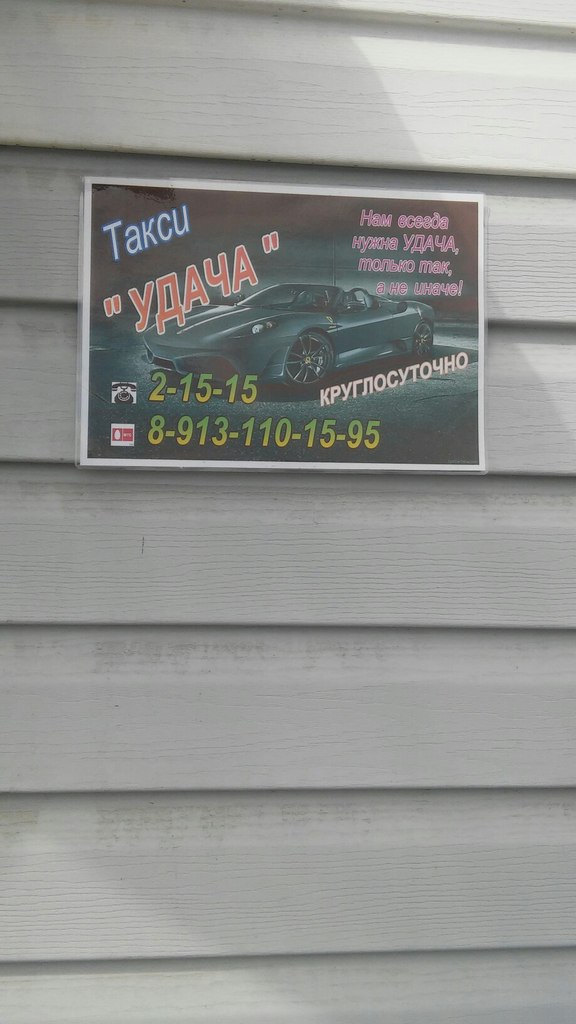 Такси
" УДАЧА "
Нам всегда
нужна УДАЧА,
только так,
а не иначе!
КРУГЛОСУТОЧНО
2-15-15
8-913-110-15-95